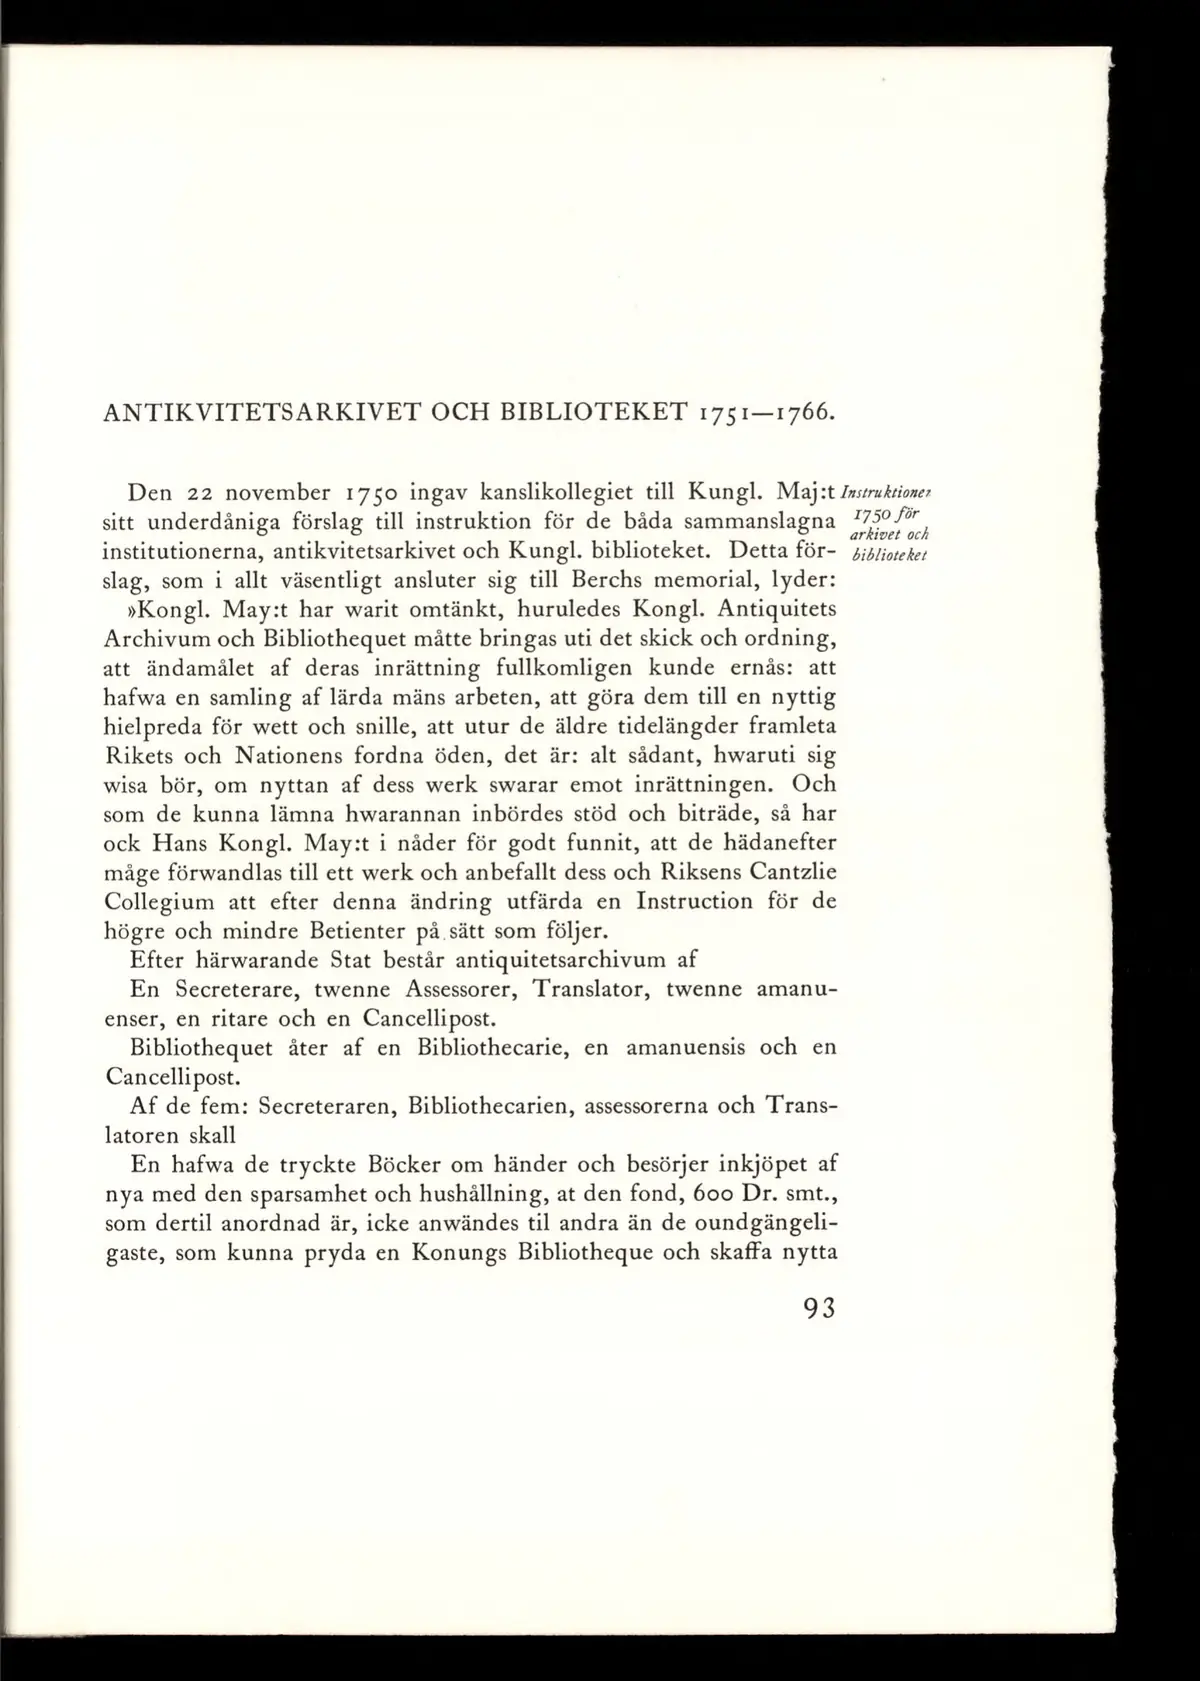 ANTIKVITETSARKIVET OCH BIBLIOTEKET 1751—1766.
Den 22 november 1750 ingav kanslikollegiet till Kungl. Maj:t
sitt underdåniga förslag till instruktion för de båda sammanslagna
institutionerna, antikvitetsarkivet och Kungl. biblioteket. Detta för-
slag, som i allt väsentligt ansluter sig till Berchs memorial, lyder:
Instruktionen
1750 för
arkivet och
biblioteket
»Kongl. May:t har warit omtänkt, huruledes Kongl. Antiquitets
Archivum och Bibliothequet måtte bringas uti det skick och ordning,
att ändamålet af deras inrättning fullkomligen kunde ernås: att
hafwa en samling af lärda mäns arbeten, att göra dem till en nyttig
hielpreda för wett och snille, att utur de äldre tidelängder framleta
Rikets och Nationens fordna öden, det är: alt sådant, hwaruti sig
wisa bör, om nyttan af dess werk swarar emot inrättningen. Och
som de kunna lämna hwarannan inbördes stöd och biträde, så har
ock Hans Kongl. May:t i nåder för godt funnit, att de hädanefter
måge förwandlas till ett werk och anbefallt dess och Riksens Cantzlie
Collegium att efter denna ändring utfärda en Instruction för de
högre och mindre Betienter på sätt som följer.
Efter härwarande Stat består antiquitetsarchivum af
En Secreterare, twenne Assessorer, Translator, twenne amanu-
enser, en ritare och en Cancellipost.
Bibliothequet åter af en Bibliothecarie, en amanuensis och en
Cancellipost.
Af de fem: Secreteraren, Bibliothecarien, assessorerna och Trans-
latoren skall
En hafwa de tryckte Böcker om händer och besörjer inkjöpet af
nya med den sparsamhet och hushållning, at den fond, 600 Dr. smt.,
som dertil anordnad är, icke anwändes til andra än de oundgängeli-
gaste, som kunna pryda en Konungs Bibliotheque och skaffa nytta
93